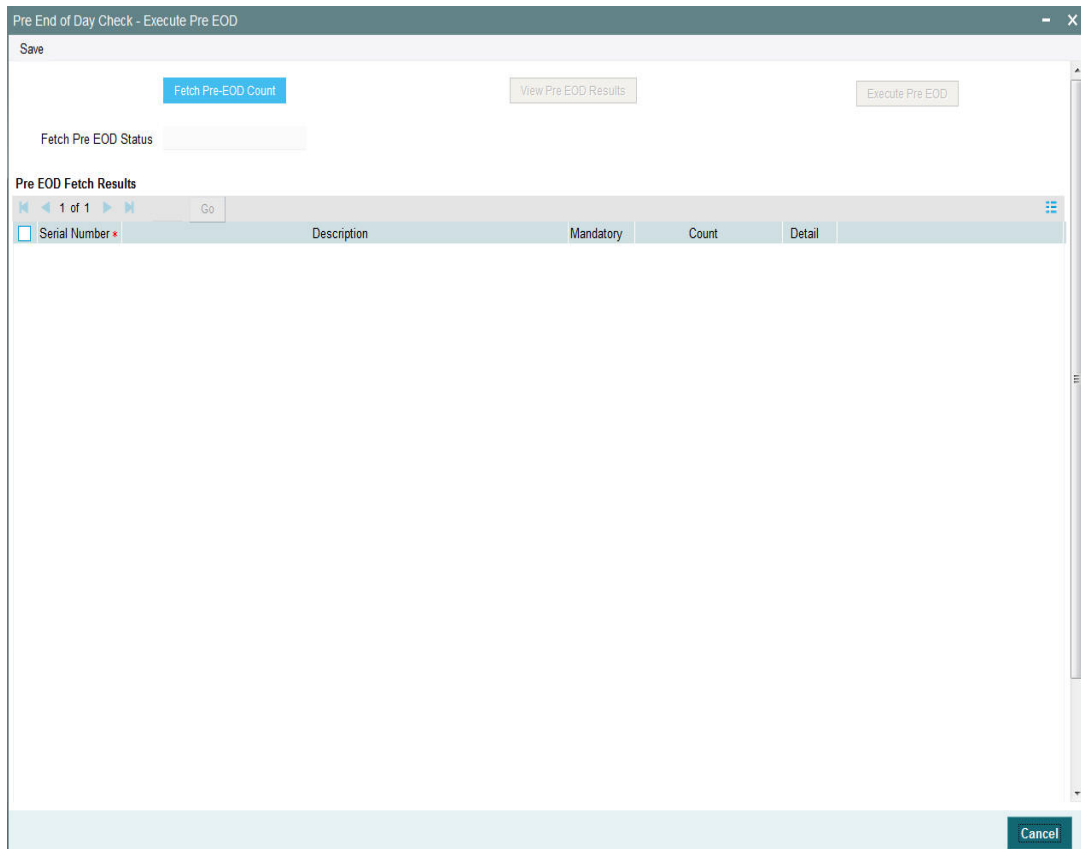 Pre End of Day Check - Execute Pre EOD
Save
Fetch Pre-EOD Count View Pre EOD Results Execute Pre EOD
Fetch Pre EOD Status
Pre EOD Fetch Results
1 of 1 Go
Serial Number * Description Mandatory Count Detail
Cancel